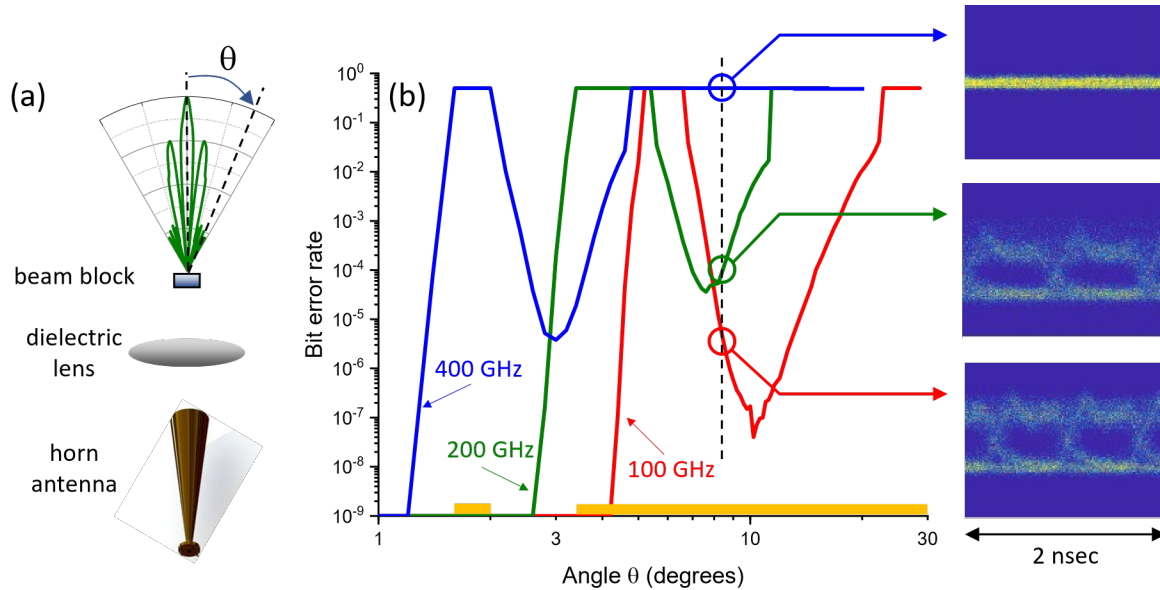 (a)
θ
beam block
dielectric
lens
horn
antenna
(b)
Bit error rate
10^0
10^-1
10^-2
10^-3
10^-4
10^-5
10^-6
10^-7
10^-8
10^-9
400 GHz
200 GHz
100 GHz
1
3
10
30
Angle θ (degrees)
2 nsec